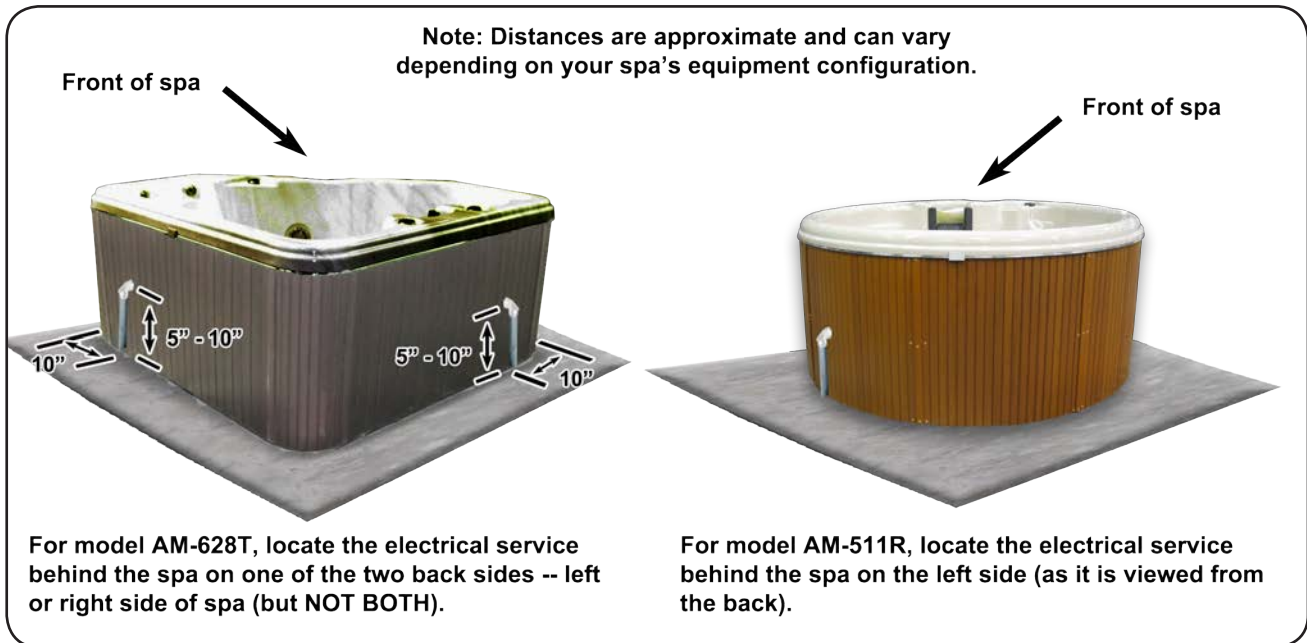 Note: Distances are approximate and can vary
depending on your spa's equipment configuration.
Front of spa
Front of spa
5” - 10”
10”
5” - 10”
10”
For model AM-628T, locate the electrical service
behind the spa on one of the two back sides -- left
or right side of spa (but NOT BOTH).
For model AM-511R, locate the electrical service
behind the spa on the left side (as it is viewed from
the back).